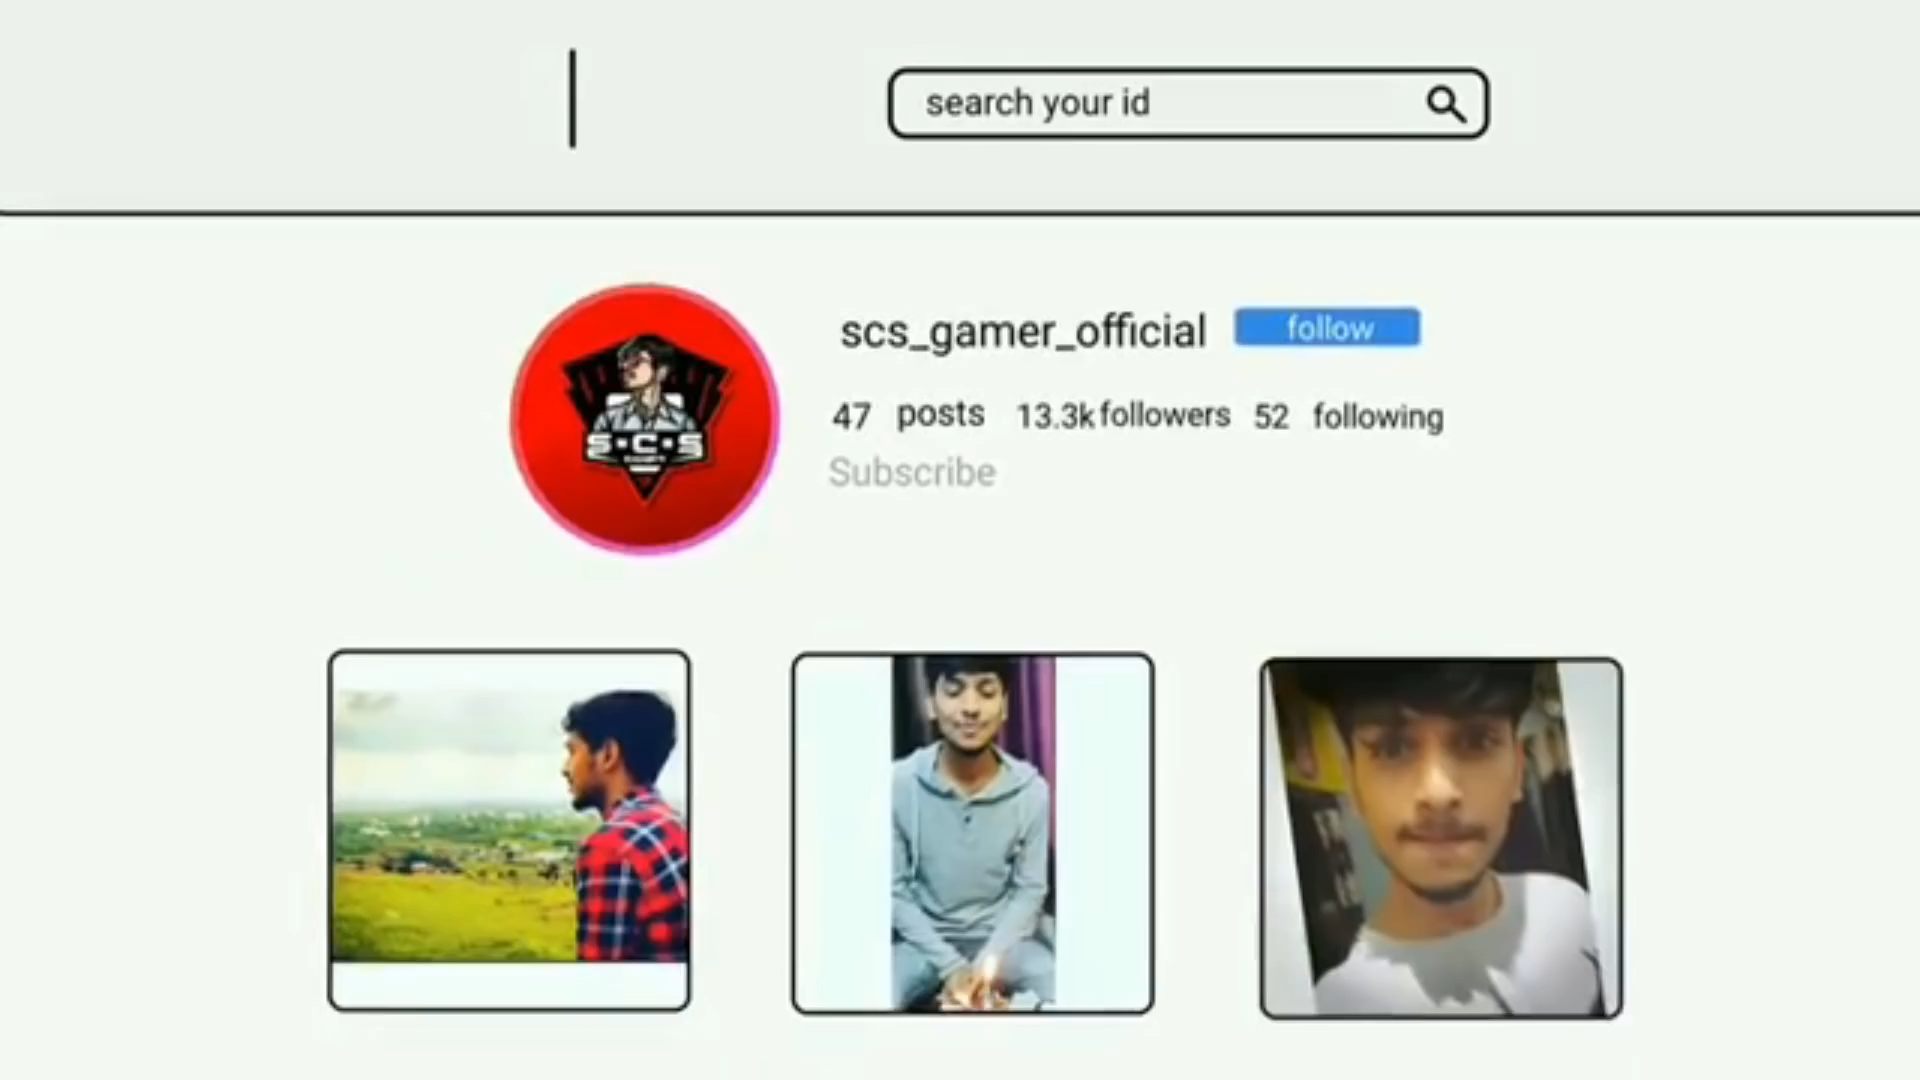 search your id
scs_gamer_official follow
47 posts 13.3k followers 52 following
Subscribe
S·C·S